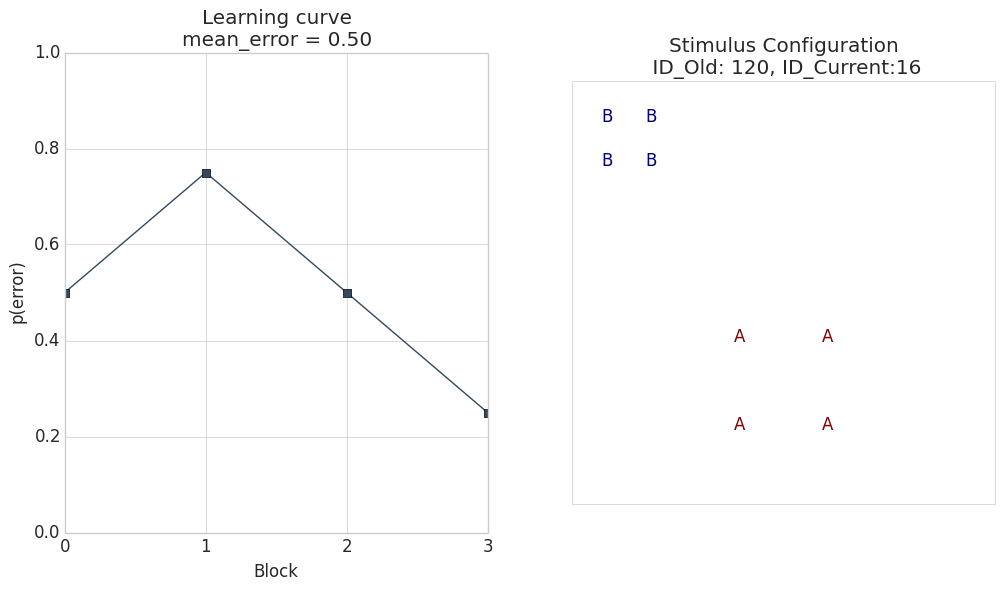 Learning curve
mean_error = 0.50
1.0
0.8
0.6
0.4
0.2
0.0
p(error)
0 1 2 3
Block
Stimulus Configuration
ID_Old: 120, ID_Current:16
B B
B B
A A
A A